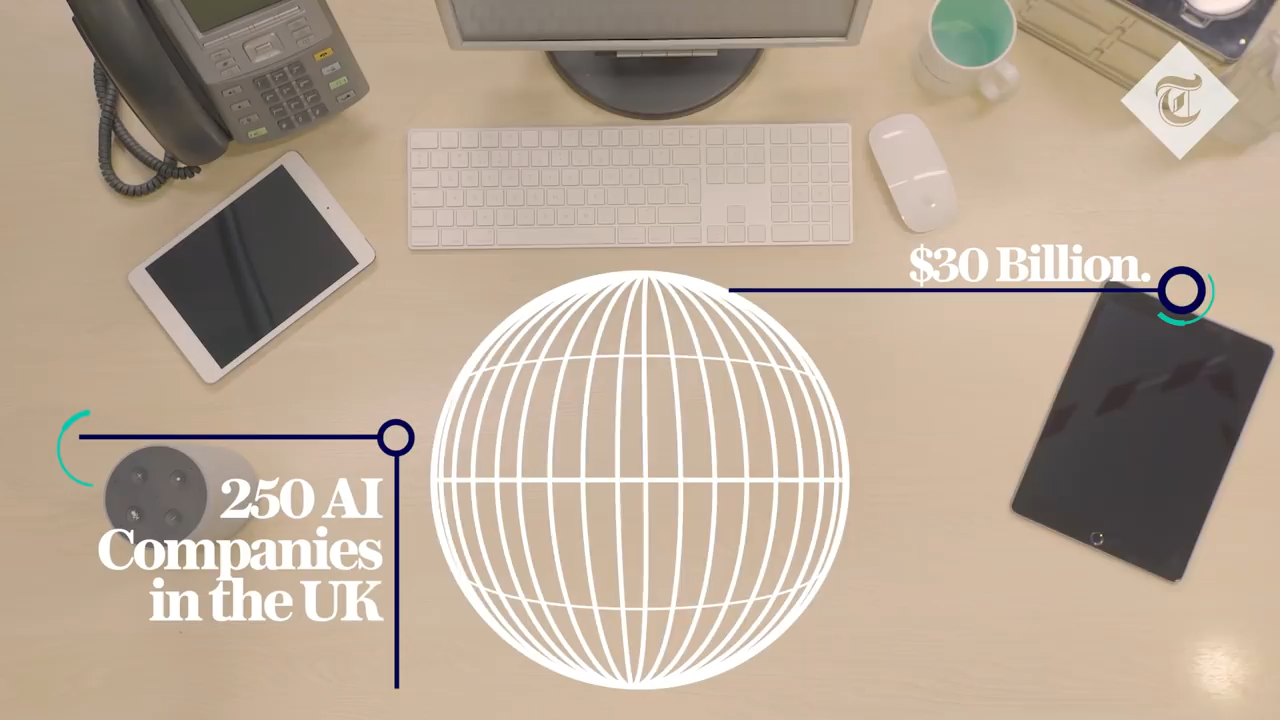 $30 Billion.
250 AI
Companies
in the UK
T